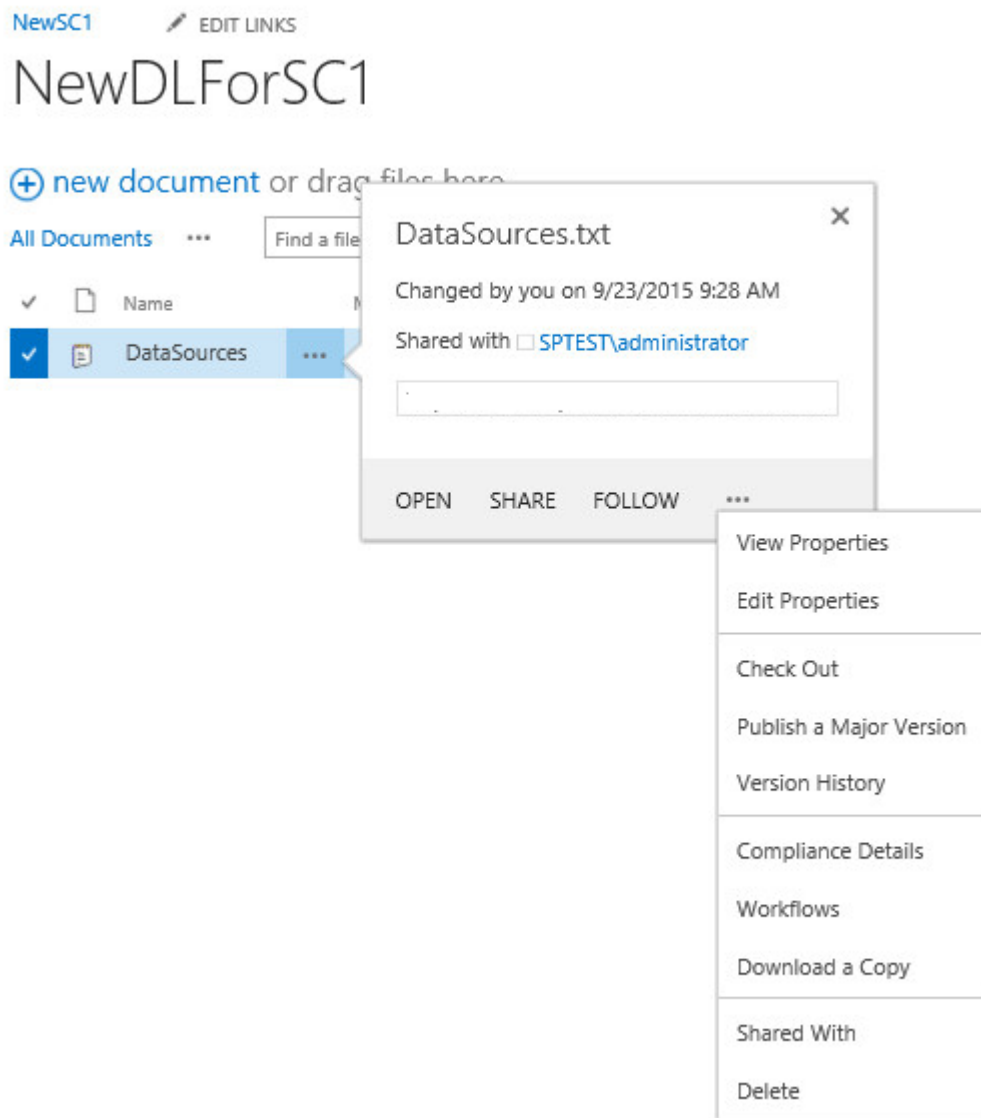 NewSC1 EDIT LINKS
NewDLForSC1
new document or drag files here
All Documents ...
Find a file
Name
DataSources ...
DataSources.txt
Changed by you on 9/23/2015 9:28 AM
Shared with SPTEST\administrator
OPEN SHARE FOLLOW ...
View Properties
Edit Properties
Check Out
Publish a Major Version
Version History
Compliance Details
Workflows
Download a Copy
Shared With
Delete